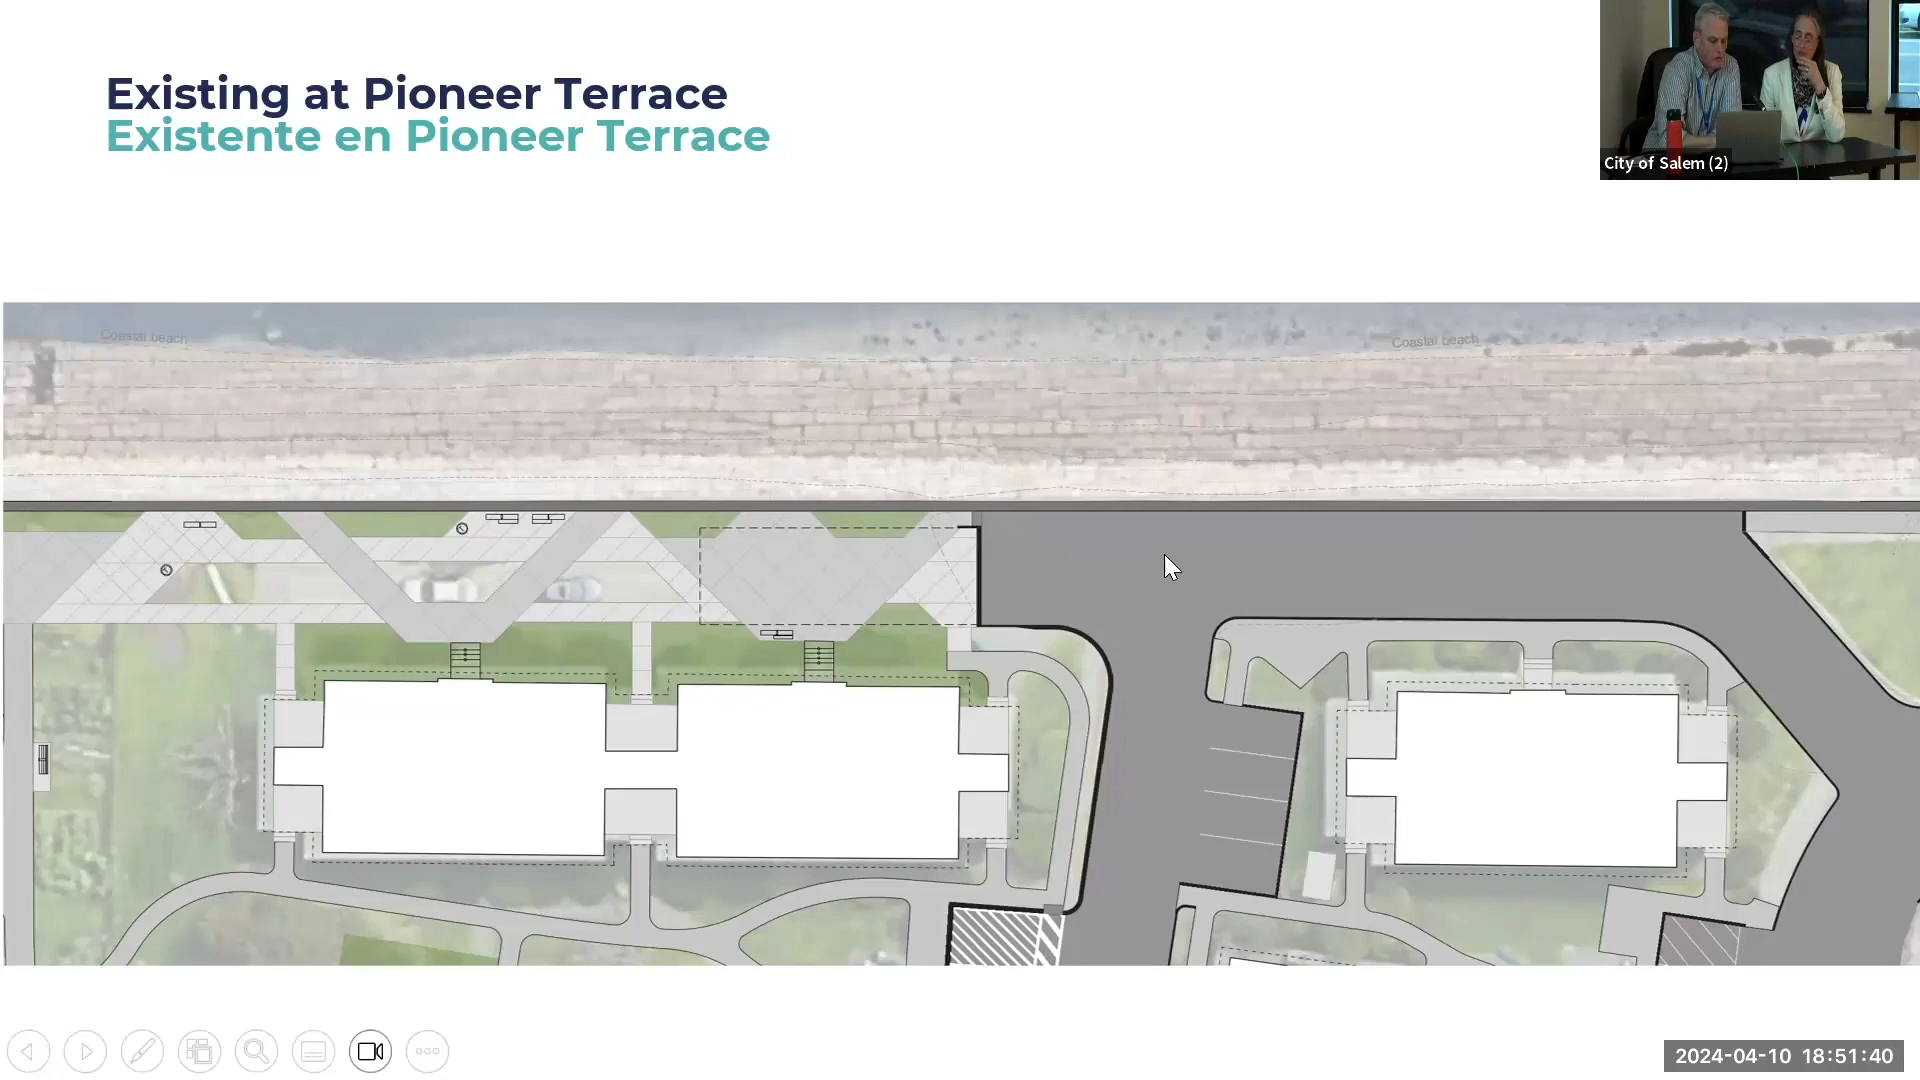 Existing at Pioneer Terrace
Existente en Pioneer Terrace
City of Salem (2)
Coastal beach
Coastal beach
2024-04-10 18:51:40